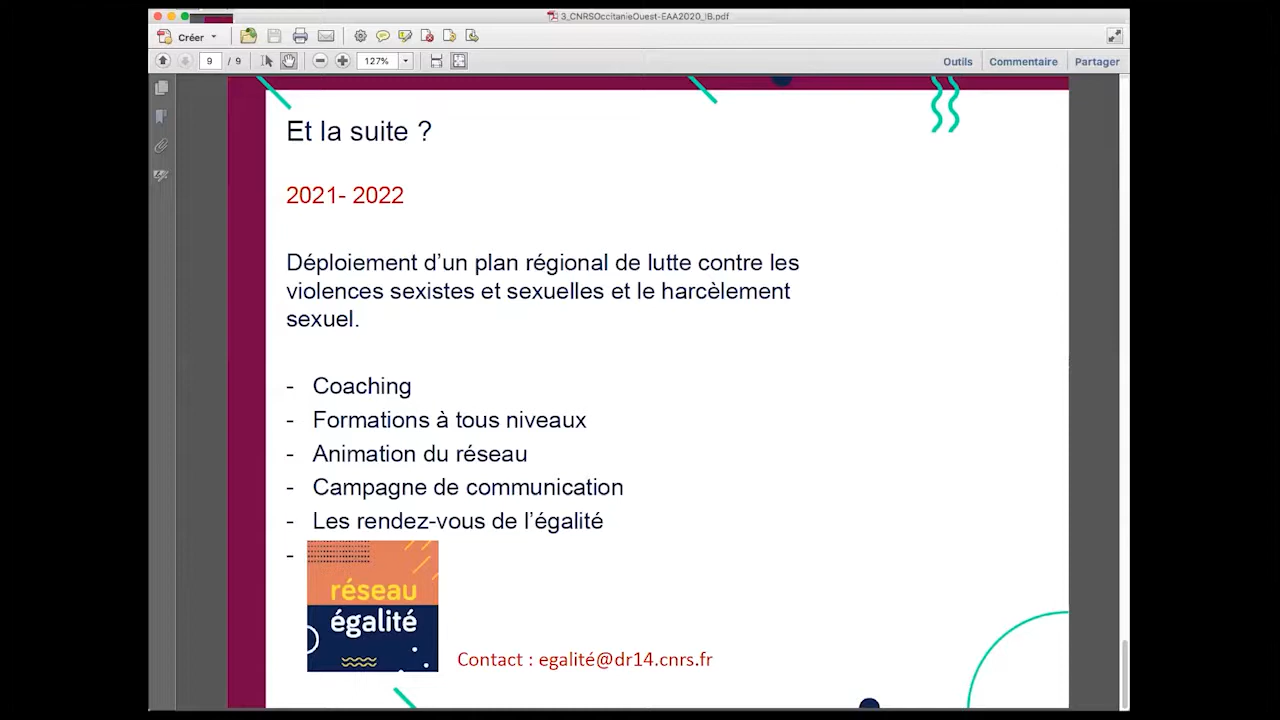 3_CNRSOccitanieOuest-EAA2020_IB.pdf
Créer
9 / 9
127%
Outils Commentaire Partager
Et la suite ?
2021- 2022
Déploiement d’un plan régional de lutte contre les
violences sexistes et sexuelles et le harcèlement
sexuel.
- Coaching
- Formations à tous niveaux
- Animation du réseau
- Campagne de communication
- Les rendez-vous de l’égalité
-
réseau
égalité
Contact : egalité@dr14.cnrs.fr